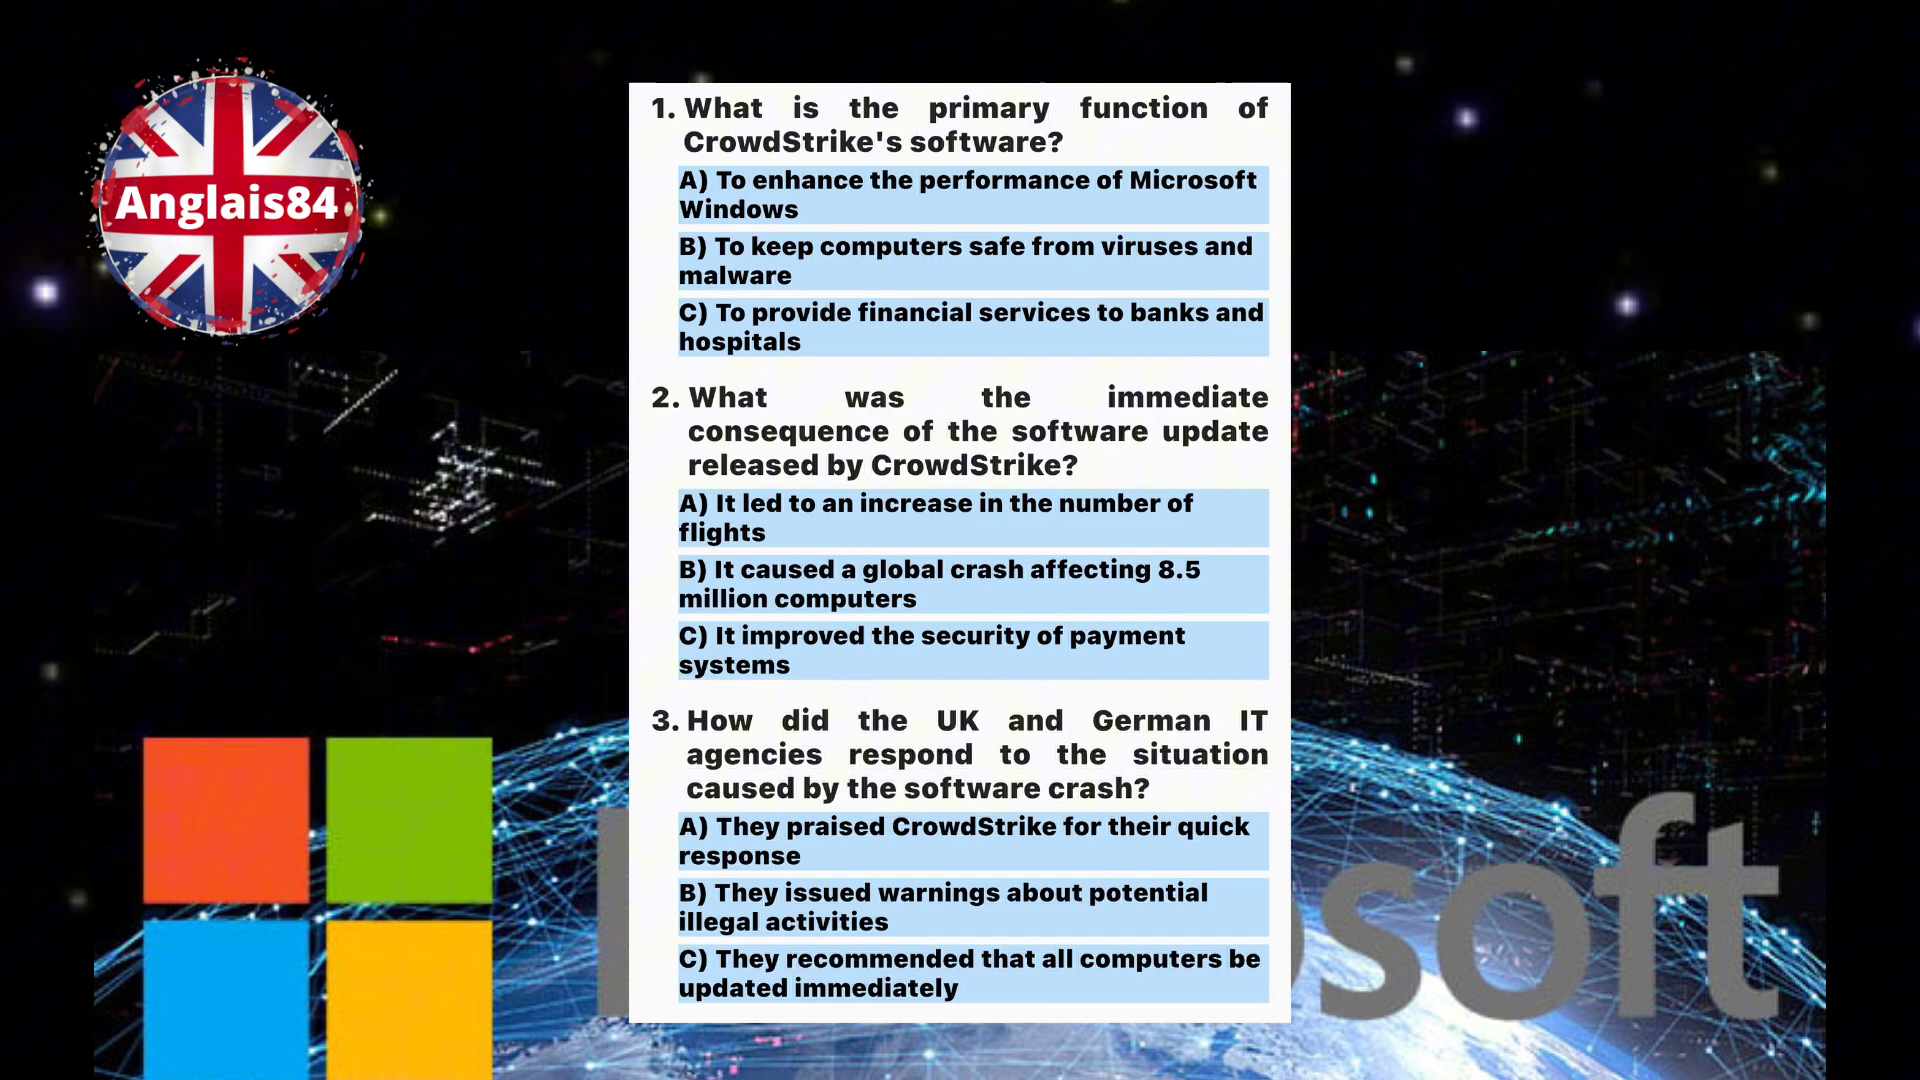 Anglais84
1. What is the primary function of
CrowdStrike's software?
A) To enhance the performance of Microsoft
Windows
B) To keep computers safe from viruses and
malware
C) To provide financial services to banks and
hospitals
2. What was the immediate
consequence of the software update
released by CrowdStrike?
A) It led to an increase in the number of
flights
B) It caused a global crash affecting 8.5
million computers
C) It improved the security of payment
systems
3. How did the UK and German IT
agencies respond to the situation
caused by the software crash?
A) They praised CrowdStrike for their quick
response
B) They issued warnings about potential
illegal activities
C) They recommended that all computers be
updated immediately
soft